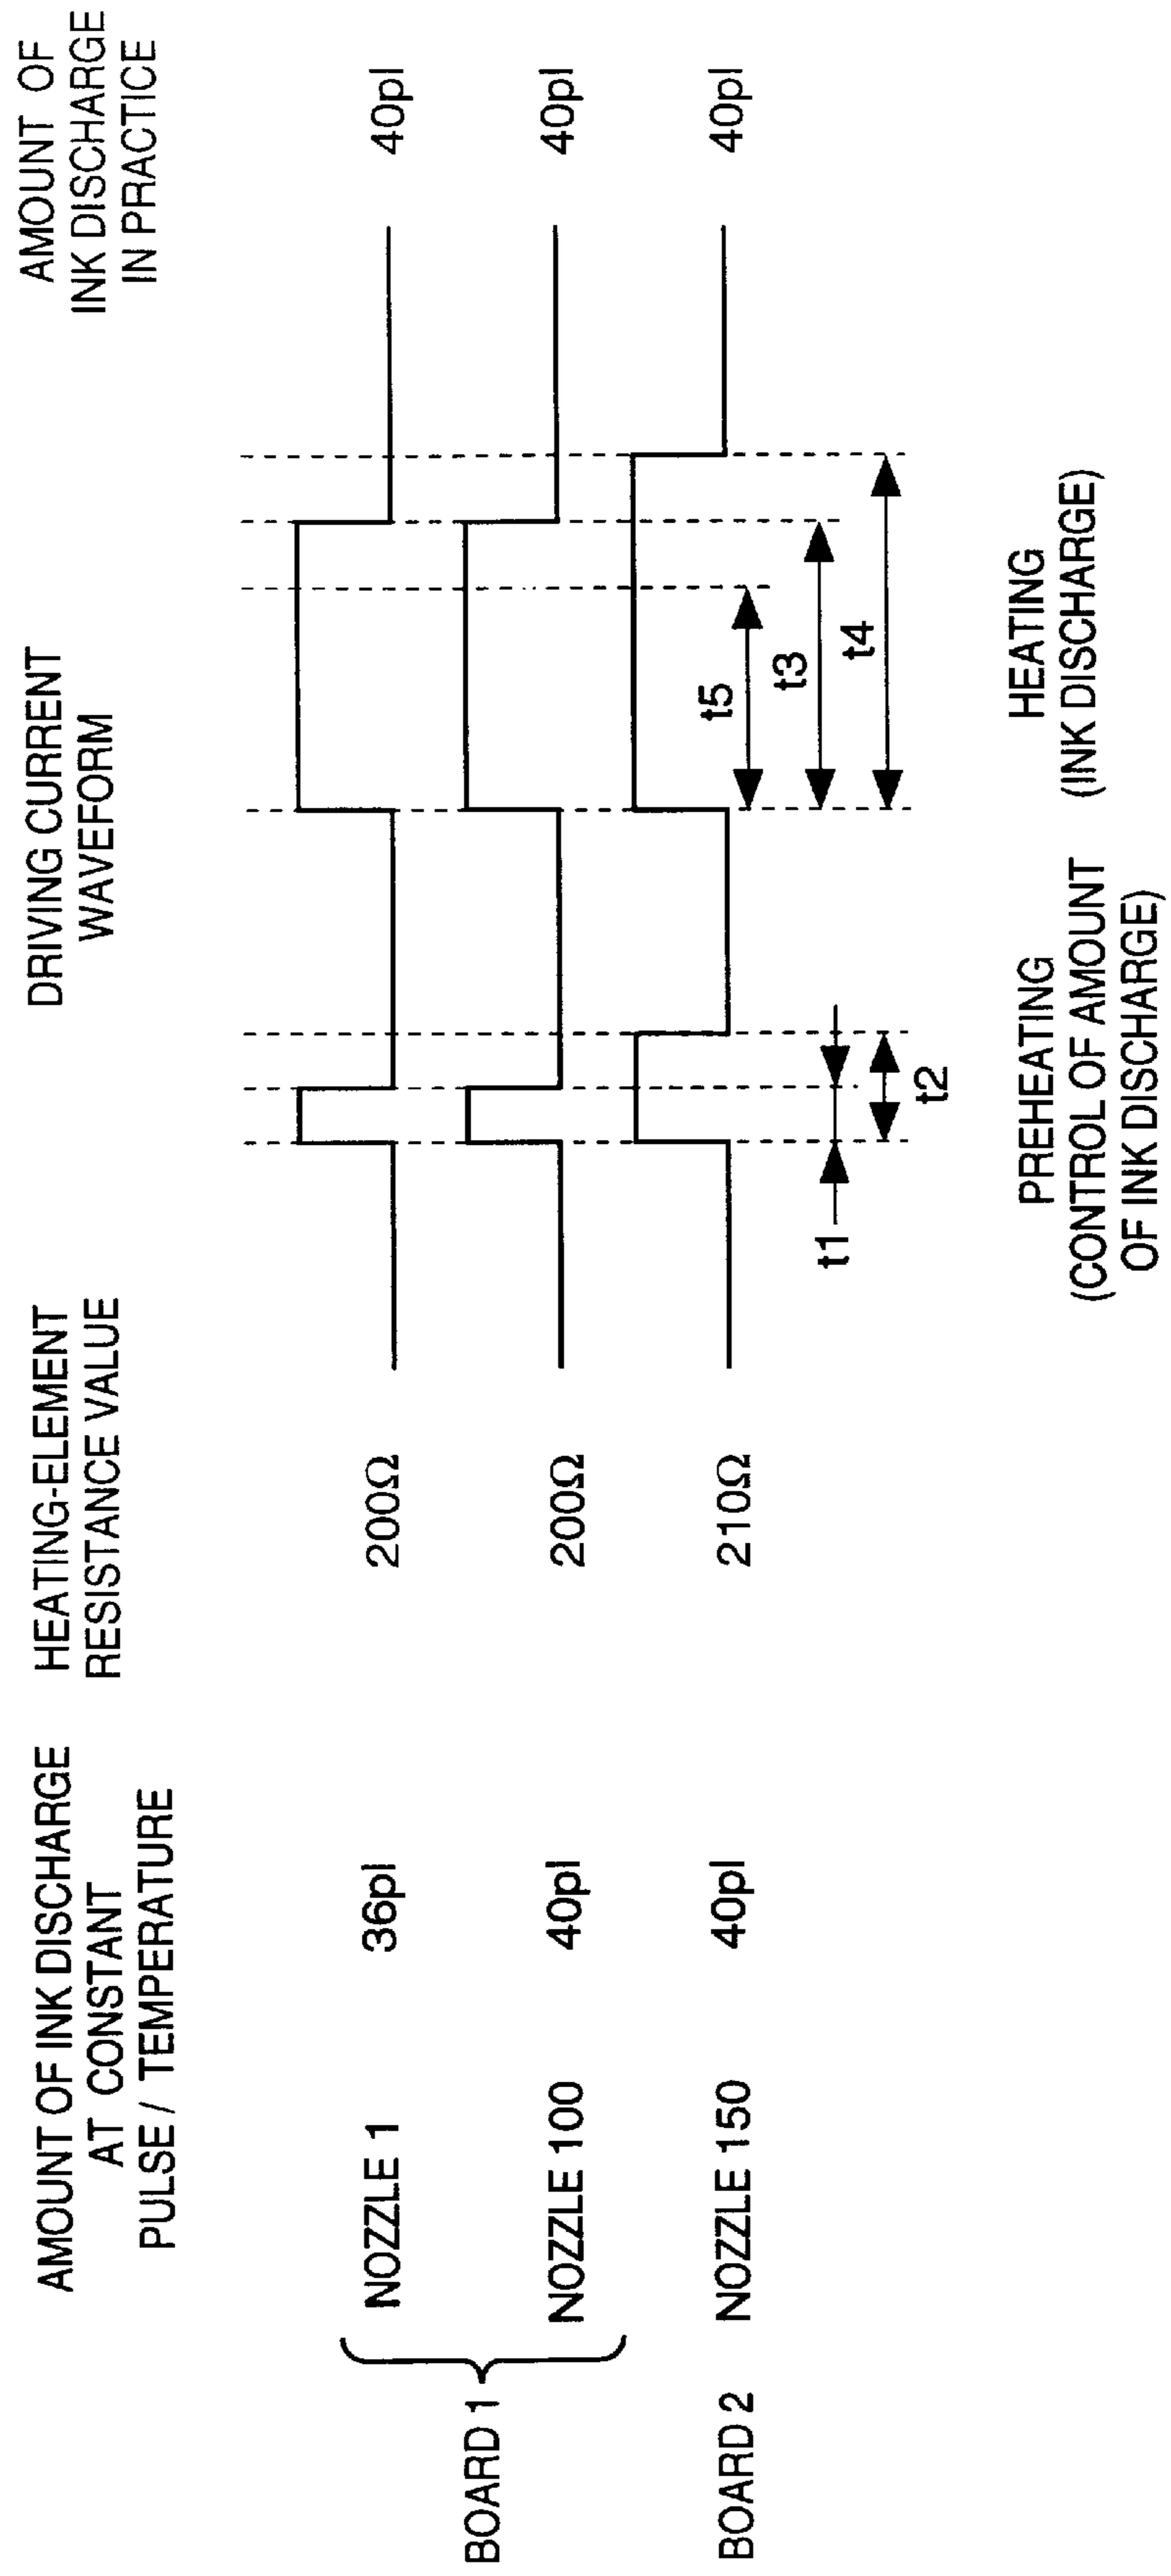 AMOUNT OF INK DISCHARGE
AT CONSTANT
PULSE / TEMPERATURE
HEATING-ELEMENT
RESISTANCE VALUE
DRIVING CURRENT
WAVEFORM
AMOUNT OF
INK DISCHARGE
IN PRACTICE
BOARD 1
NOZZLE 1 36pl 200Ω 40pl
NOZZLE 100 40pl 200Ω 40pl
BOARD 2 NOZZLE 150 40pl 210Ω 40pl
t5
t3
t1
t4
t2
PREHEATING
(CONTROL OF AMOUNT
OF INK DISCHARGE)
HEATING
(INK DISCHARGE)